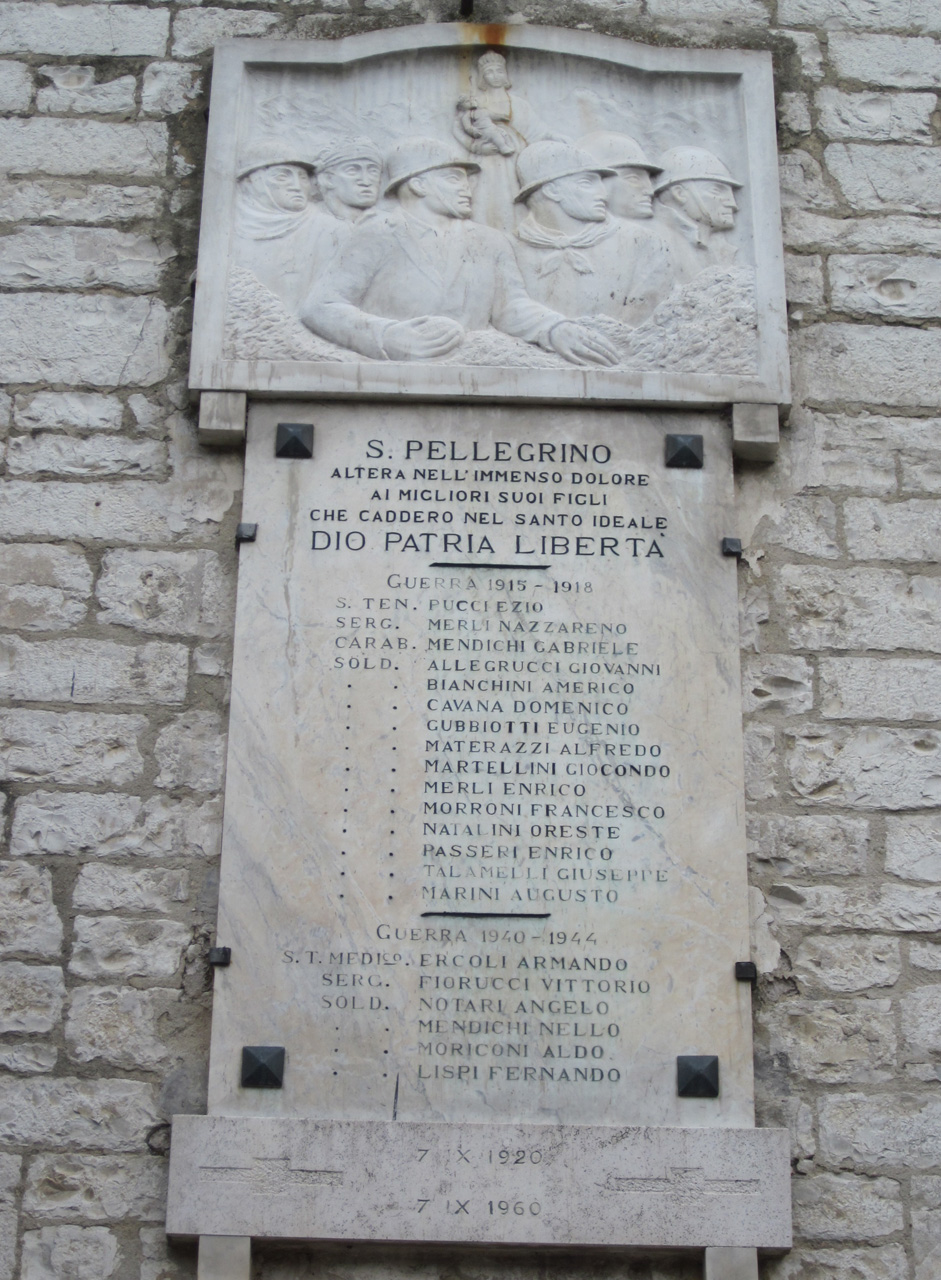 S. PELLEGRINO
ALTERA NELL'IMMENSO DOLORE
AI MIGLIORI SUOI FIGLI
CHE CADDERO NEL SANTO IDEALE
DIO PATRIA LIBERTÀ
GUERRA 1915-1918
S. TEN. PUCCI EZIO
SERG. MERLI NAZZARENO
CARAB. MENDICHI GABRIELE
SOLD. ALLEGRUCCI GIOVANNI
. . BIANCHINI AMERICO
. . CAVANA DOMENICO
. . GUBBIOTTI EUGENIO
. . MATERAZZI ALFREDO
. . MARTELLINI GIOCONDO
. . MERLI ENRICO
. . MORRONI FRANCESCO
. . NATALINI ORESTE
. . PASSERI ENRICO
. . TALAMELLI GIUSEPPE
. . MARINI AUGUSTO
GUERRA 1940-1944
S.T. MEDICO. ERCOLI ARMANDO
SERG. FIORUCCI VITTORIO
SOLD. NOTARI ANGELO
. . MENDICHI NELLO
. . MORICONI ALDO
. . LISPI FERNANDO
7 IX 1920
7 IX 1960